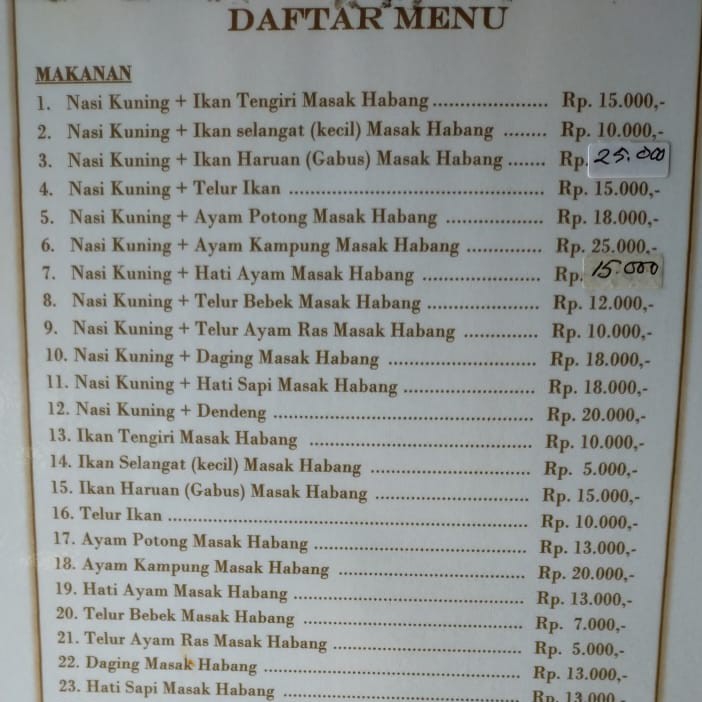 DAFTAR MENU
MAKANAN
1. Nasi Kuning + Ikan Tengiri Masak Habang ...................... Rp. 15.000,-
2. Nasi Kuning + Ikan selangat (kecil) Masak Habang ........ Rp. 10.000,-
3. Nasi Kuning + Ikan Haruan (Gabus) Masak Habang ....... Rp. 25.000
4. Nasi Kuning + Telur Ikan ................................................ Rp. 15.000,-
5. Nasi Kuning + Ayam Potong Masak Habang ................... Rp. 18.000,-
6. Nasi Kuning + Ayam Kampung Masak Habang ............... Rp. 25.000,-
7. Nasi Kuning + Hati Ayam Masak Habang ....................... Rp. 15.000
8. Nasi Kuning + Telur Bebek Masak Habang ...................... Rp. 12.000,-
9. Nasi Kuning + Telur Ayam Ras Masak Habang ............... Rp. 10.000,-
10. Nasi Kuning + Daging Masak Habang ............................ Rp. 18.000,-
11. Nasi Kuning + Hati Sapi Masak Habang ......................... Rp. 18.000,-
12. Nasi Kuning + Dendeng .................................................. Rp. 20.000,-
13. Ikan Tengiri Masak Habang ........................................... Rp. 10.000,-
14. Ikan Selangat (kecil) Masak Habang ............................... Rp. 5.000,-
15. Ikan Haruan (Gabus) Masak Habang .............................. Rp. 15.000,-
16. Telur Ikan ...................................................................... Rp. 10.000,-
17. Ayam Potong Masak Habang ......................................... Rp. 13.000,-
18. Ayam Kampung Masak Habang .................................... Rp. 20.000,-
19. Hati Ayam Masak Habang ............................................. Rp. 13.000,-
20. Telur Bebek Masak Habang ........................................... Rp. 7.000,-
21. Telur Ayam Ras Masak Habang ..................................... Rp. 5.000,-
22. Daging Masak Habang .................................................. Rp. 13.000,-
23. Hati Sapi Masak Habang ............................................... Rp. 13.000,-